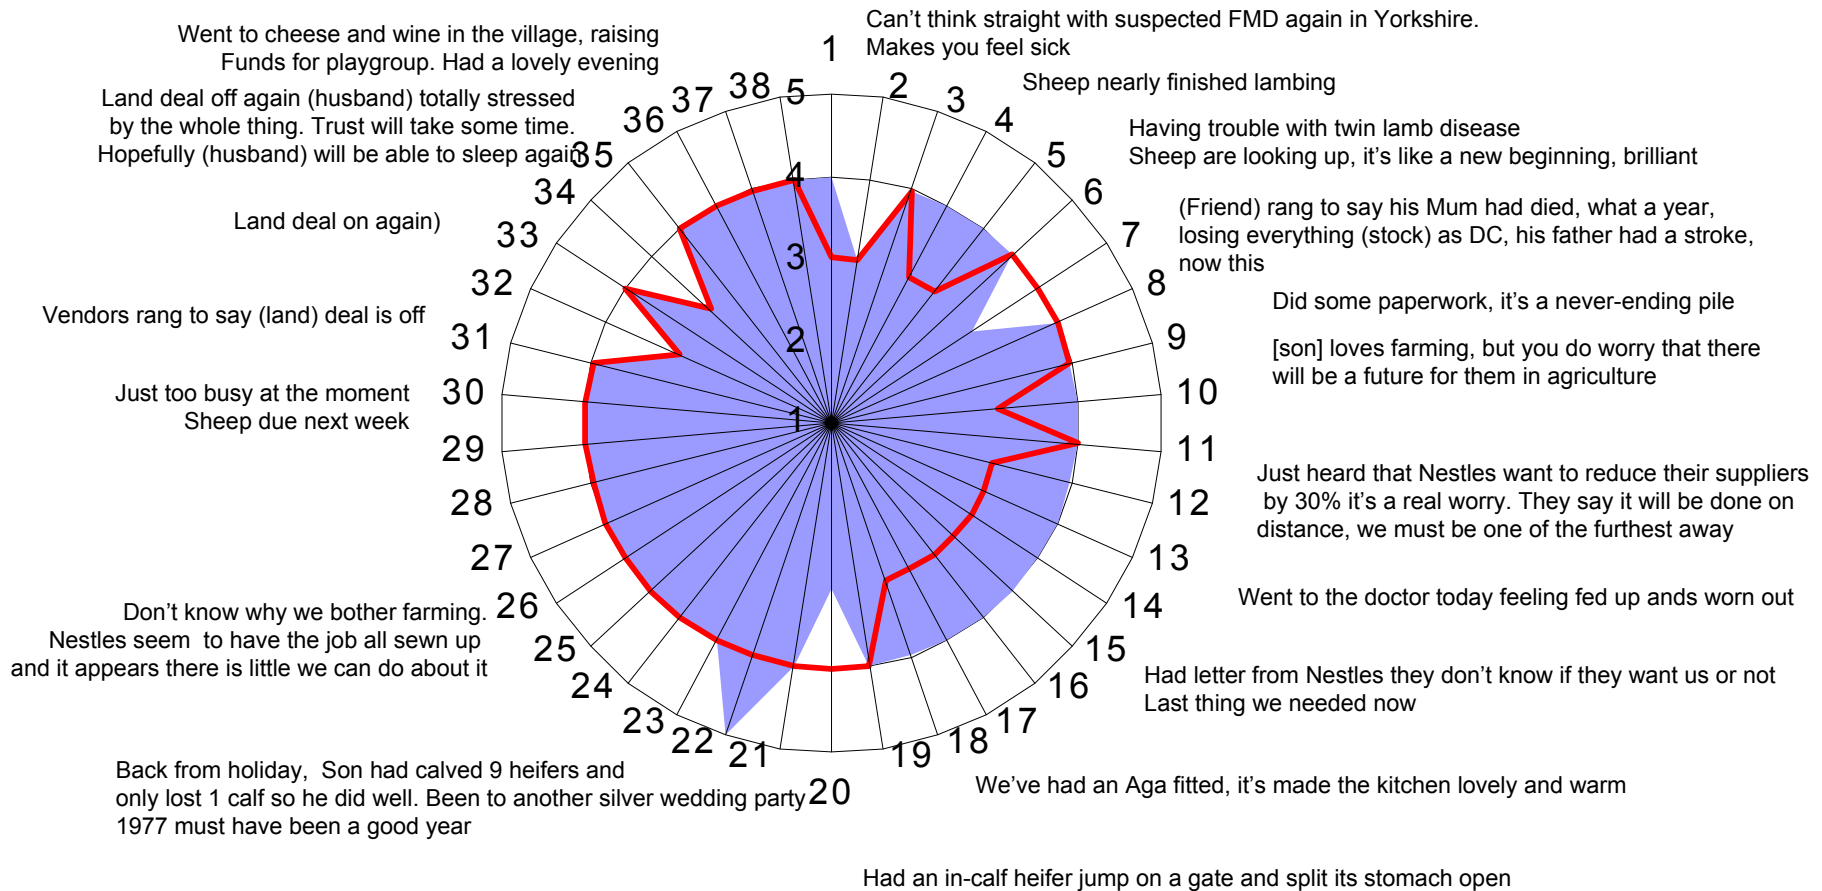 Can't think straight with suspected FMD again in Yorkshire.
Makes you feel sick
Sheep nearly finished lambing
Having trouble with twin lamb disease
Sheep are looking up, it's like a new beginning, brilliant
(Friend) rang to say his Mum had died, what a year,
losing everything (stock) as DC, his father had a stroke,
now this
Did some paperwork, it's a never-ending pile
[son] loves farming, but you do worry that there
will be a future for them in agriculture
Just heard that Nestles want to reduce their suppliers
by 30% it's a real worry. They say it will be done on
distance, we must be one of the furthest away
Went to the doctor today feeling fed up ands worn out
Had letter from Nestles they don't know if they want us or not
Last thing we needed now
We've had an Aga fitted, it's made the kitchen lovely and warm
Had an in-calf heifer jump on a gate and split its stomach open
Back from holiday, Son had calved 9 heifers and
only lost 1 calf so he did well. Been to another silver wedding party
1977 must have been a good year
Don't know why we bother farming.
Nestles seem to have the job all sewn up
and it appears there is little we can do about it
Just too busy at the moment
Sheep due next week
Vendors rang to say (land) deal is off
Land deal on again)
Land deal off again (husband) totally stressed
by the whole thing. Trust will take some time.
Hopefully (husband) will be able to sleep again
Went to cheese and wine in the village, raising
Funds for playgroup. Had a lovely evening
1
2
3
4
5
6
7
8
9
10
11
12
13
14
15
16
17
18
19
20
21
22
23
24
25
26
27
28
29
30
31
32
33
34
35
36
37
38
5
4
3
2
1